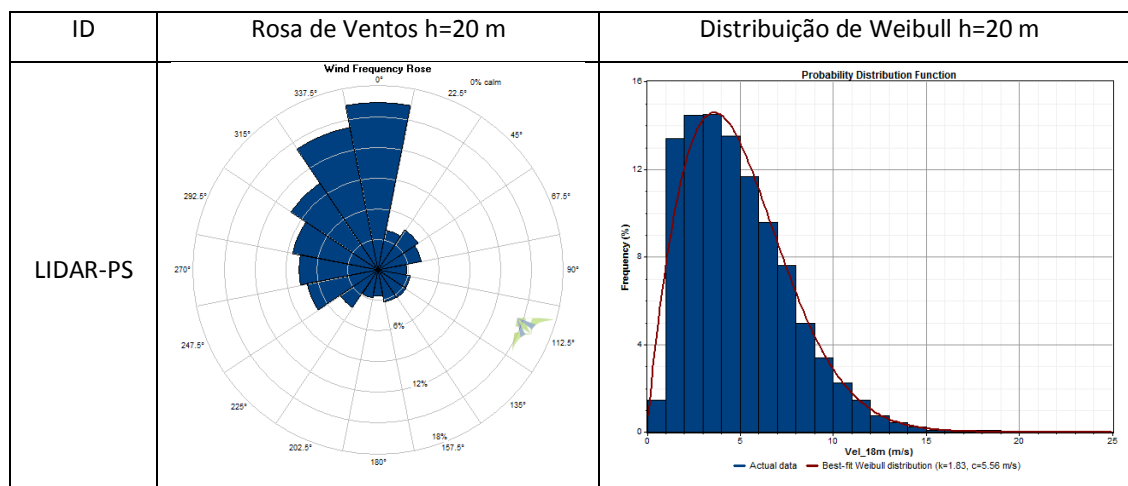 ID
Rosa de Ventos h=20 m
Distribuição de Weibull h=20 m
LIDAR-PS
Wind Frequency Rose
0°
0% calm
22.5°
45°
67.5°
90°
112.5°
135°
157.5°
180°
202.5°
225°
247.5°
270°
292.5°
315°
337.5°
6%
12%
18%
Probability Distribution Function
Frequency (%)
16
12
8
4
0
0
5
10
15
20
25
Vel_18m (m/s)
Actual data
Best-fit Weibull distribution (k=1.83, c=5.56 m/s)